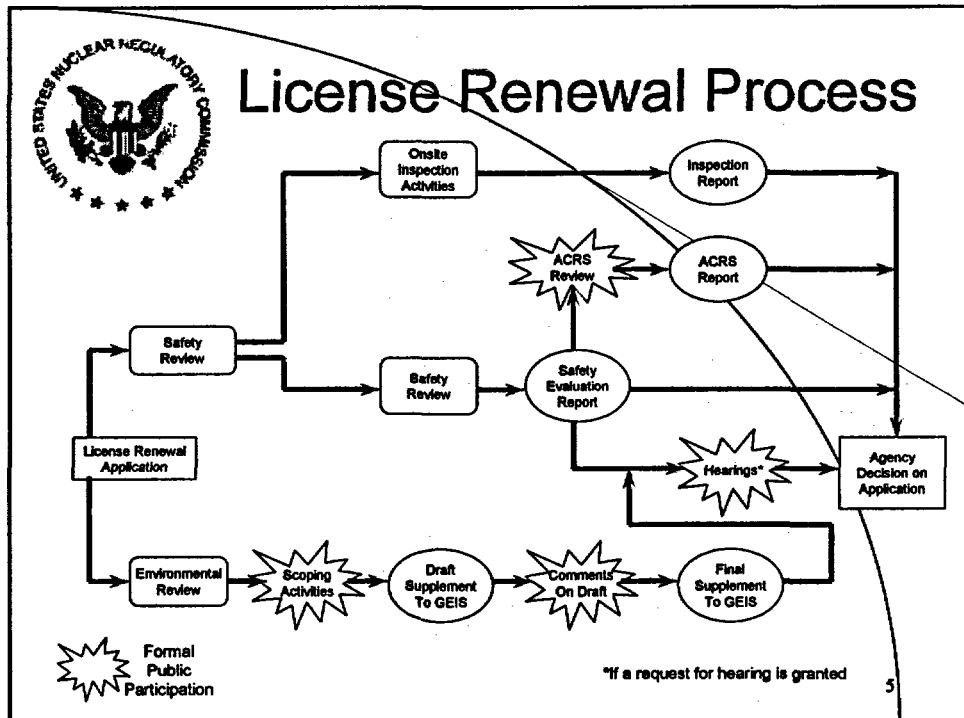 UNITED STATES NUCLEAR REGULATORY COMMISSION
License Renewal Process
Onsite
Inspection
Activities
Inspection
Report
ACRS
Review
ACRS
Report
Safety
Review
Safety
Review
Safety
Evaluation
Report
License Renewal
Application
Hearings*
Agency
Decision on
Application
Environmental
Review
Scoping
Activities
Draft
Supplement
To GEIS
Comments
On Draft
Final
Supplement
To GEIS
Formal
Public
Participation
*If a request for hearing is granted
5